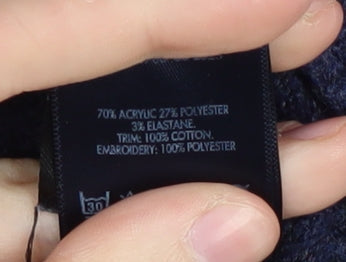 70% ACRYLIC 27% POLYESTER
3% ELASTANE.
TRIM: 100% COTTON.
EMBROIDERY: 100% POLYESTER
30